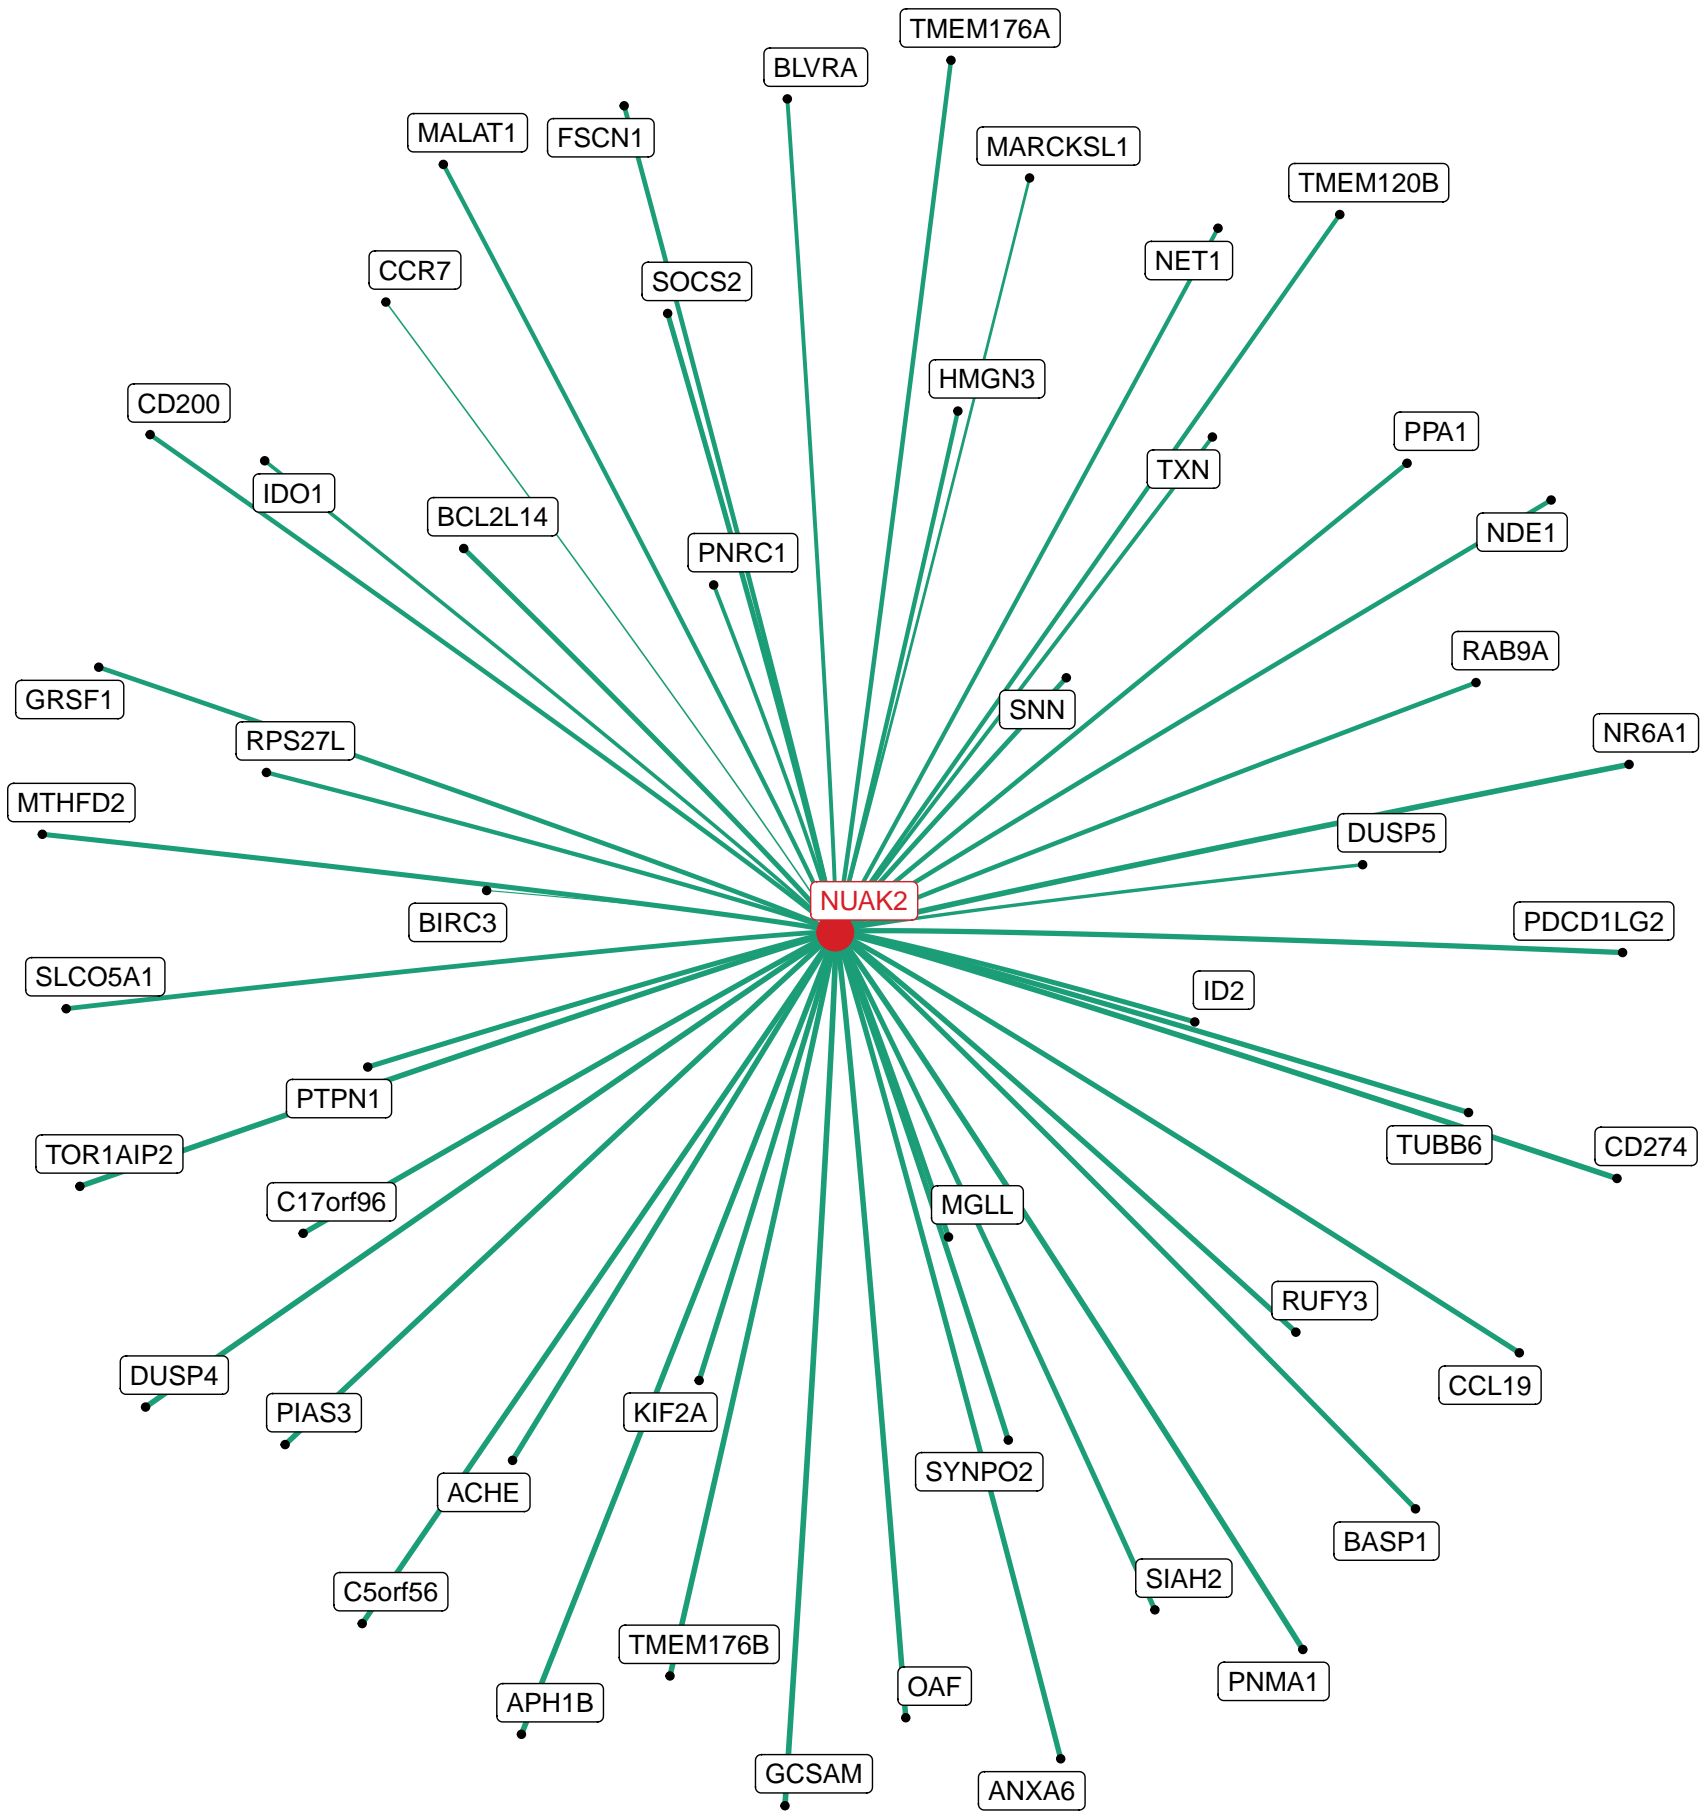 TMEM176A
BLVRA
MALAT1
FSCN1
MARCKSL1
TMEM120B
NET1
CCR7
SOCS2
HMGN3
CD200
PPA1
TXN
IDO1
BCL2L14
NDE1
PNRC1
RAB9A
GRSF1
SNN
NR6A1
RPS27L
MTHFD2
DUSP5
NUAK2
BIRC3
PDCD1LG2
SLCO5A1
ID2
PTPN1
TUBB6
CD274
TOR1AIP2
C17orf96
MGLL
RUFY3
DUSP4
CCL19
PIAS3
KIF2A
SYNPO2
ACHE
BASP1
SIAH2
C5orf56
TMEM176B
PNMA1
OAF
APH1B
GCSAM
ANXA6